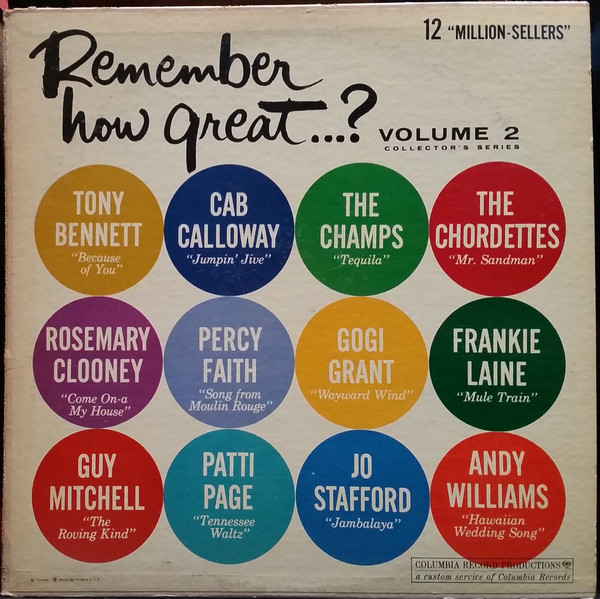 12 "MILLION-SELLERS"
Remember
how great...?
VOLUME 2
COLLECTOR'S SERIES
TONY
BENNETT
"Because
of You"
CAB
CALLOWAY
"Jumpin' Jive"
THE
CHAMPS
"Tequila"
THE
CHORDETTES
"Mr. Sandman"
ROSEMARY
CLOONEY
"Come On-a
My House"
PERCY
FAITH
"Song from
Moulin Rouge"
GOGI
GRANT
"Wayward Wind"
FRANKIE
LAINE
"Mule Train"
GUY
MITCHELL
"The
Roving Kind"
PATTI
PAGE
"Tennessee
Waltz"
JO
STAFFORD
"Jambalaya"
ANDY
WILLIAMS
"Hawaiian
Wedding Song"
COLUMBIA RECORD PRODUCTIONS
a custom service of Columbia Records